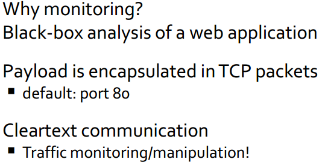 Why monitoring?
Black-box analysis of a web application
Payload is encapsulated in TCP packets
▪ default: port 80
Cleartext communication
▪ Traffic monitoring/manipulation!